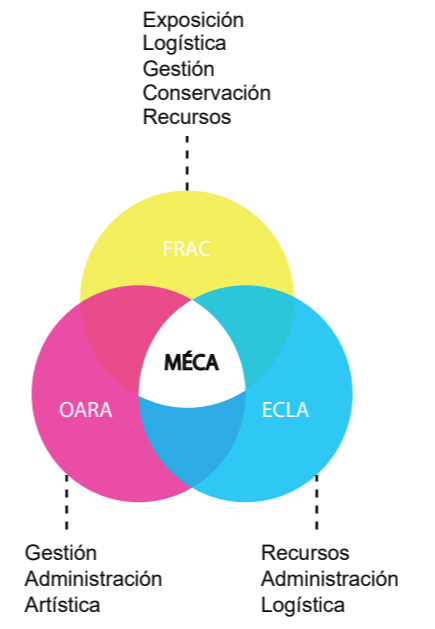 Exposición
Logística
Gestión
Conservación
Recursos
FRAC
MÉCA
OARA
ECLA
Gestión
Administración
Artística
Recursos
Administración
Logística